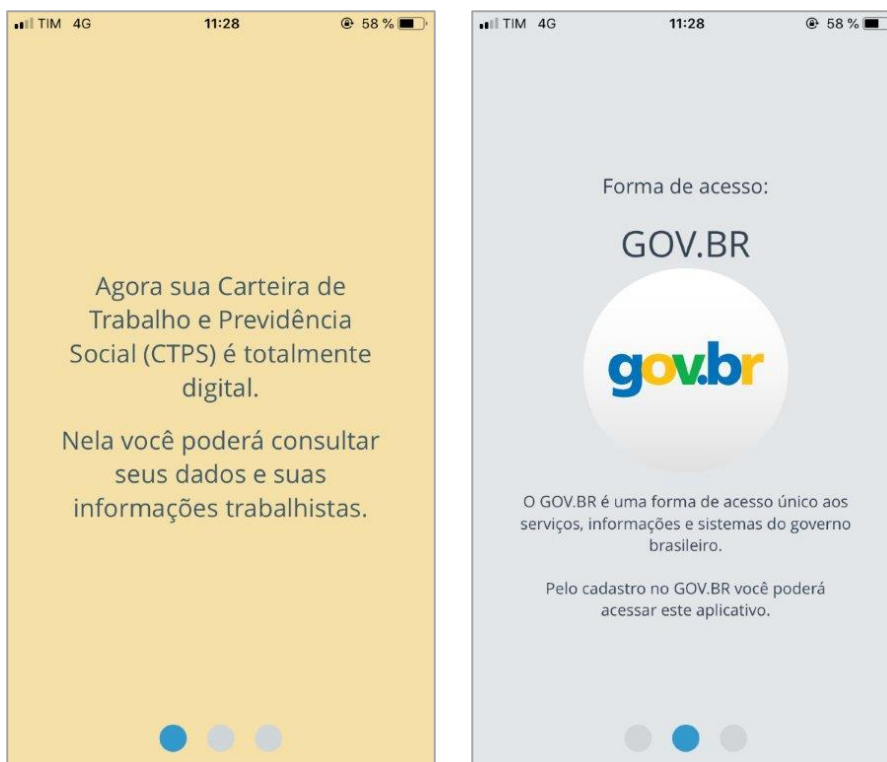 TIM 4G 11:28 58 %
Agora sua Carteira de
Trabalho e Previdência
Social (CTPS) é totalmente
digital.
Nela você poderá consultar
seus dados e suas
informações trabalhistas.
TIM 4G 11:28 58 %
Forma de acesso:
GOV.BR
gov.br
O GOV.BR é uma forma de acesso único aos
serviços, informações e sistemas do governo
brasileiro.
Pelo cadastro no GOV.BR você poderá
acessar este aplicativo.